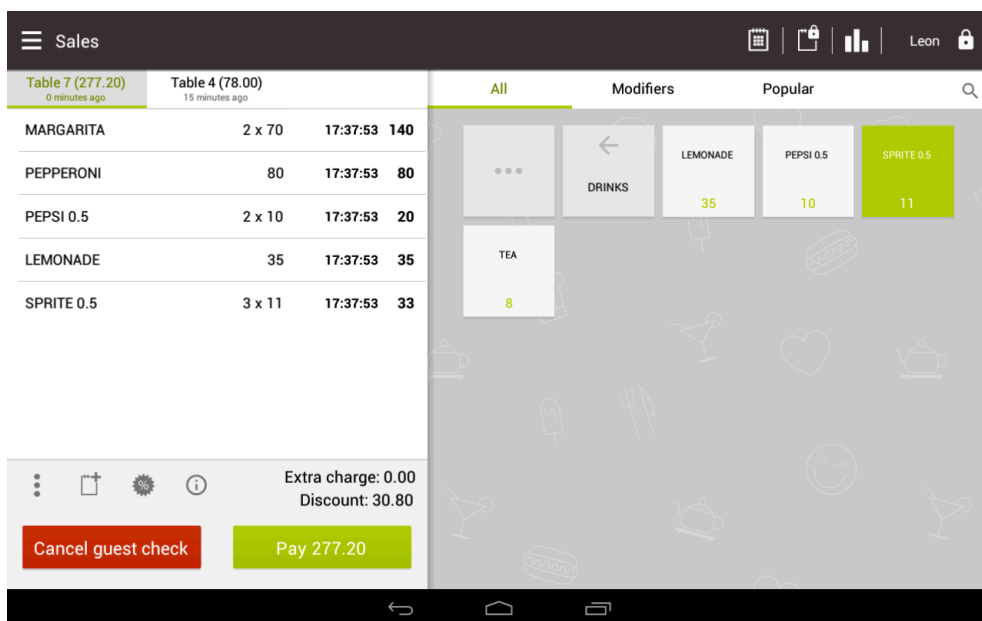 Sales
Leon
Table 7 (277.20)
0 minutes ago
Table 4 (78.00)
15 minutes ago
MARGARITA 2 x 70 17:37:53 140
PEPPERONI 80 17:37:53 80
PEPSI 0.5 2 x 10 17:37:53 20
LEMONADE 35 17:37:53 35
SPRITE 0.5 3 x 11 17:37:53 33
%
Extra charge: 0.00
Discount: 30.80
Cancel guest check
Pay 277.20
All Modifiers Popular
DRINKS
LEMONADE
35
PEPSI 0.5
10
SPRITE 0.5
11
TEA
8